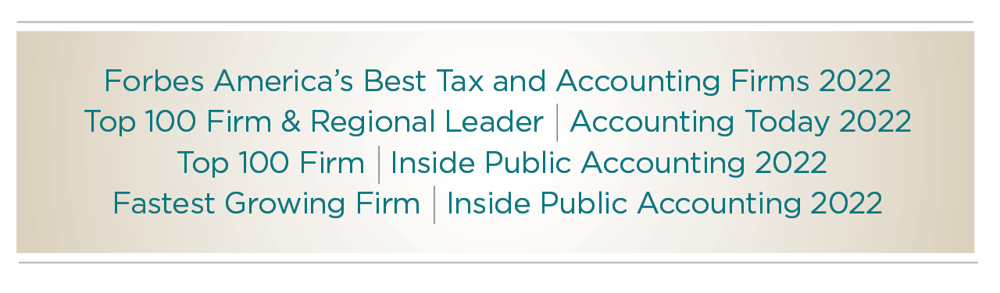 Forbes America’s Best Tax and Accounting Firms 2022
Top 100 Firm & Regional Leader | Accounting Today 2022
Top 100 Firm | Inside Public Accounting 2022
Fastest Growing Firm | Inside Public Accounting 2022